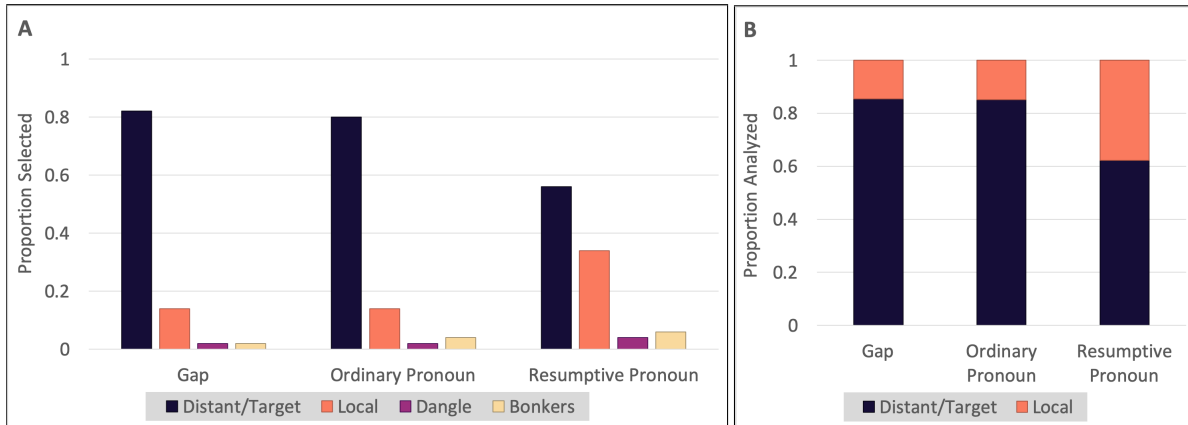 A
Proportion Selected
1
0.8
0.6
0.4
0.2
0
Gap Ordinary Pronoun Resumptive Pronoun
Distant/Target Local Dangle Bonkers
B
Proportion Analyzed
1
0.8
0.6
0.4
0.2
0
Gap Ordinary Resumptive
Pronoun Pronoun
Distant/Target Local